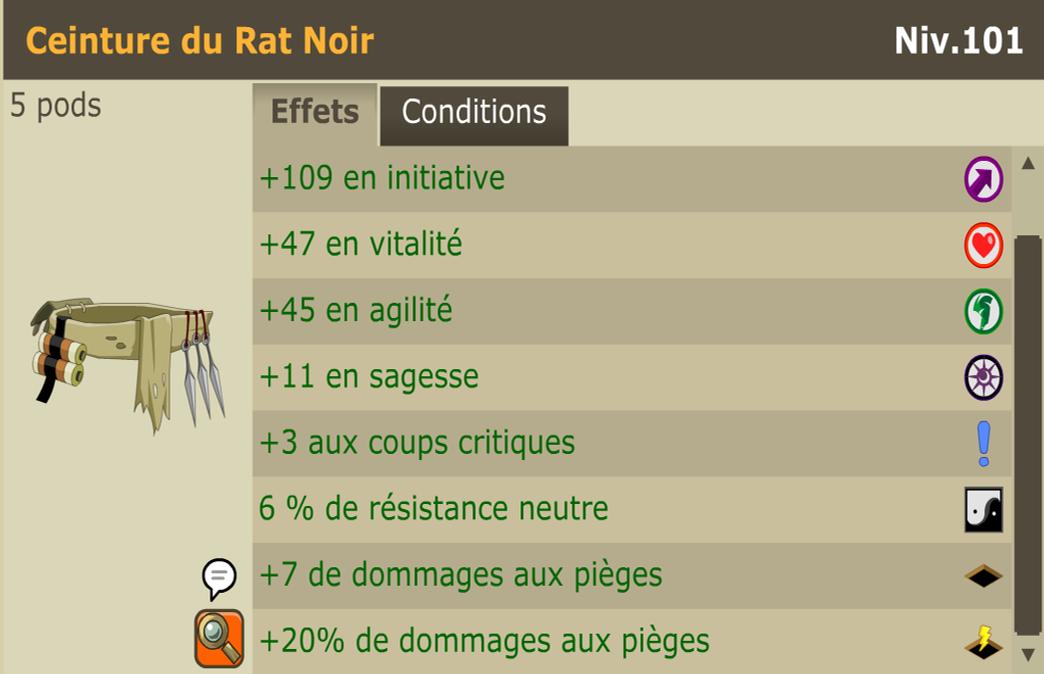 Ceinture du Rat Noir
Niv.101
5 pods
Effets
Conditions
+109 en initiative
+47 en vitalité
+45 en agilité
+11 en sagesse
+3 aux coups critiques
6 % de résistance neutre
+7 de dommages aux pièges
+20% de dommages aux pièges